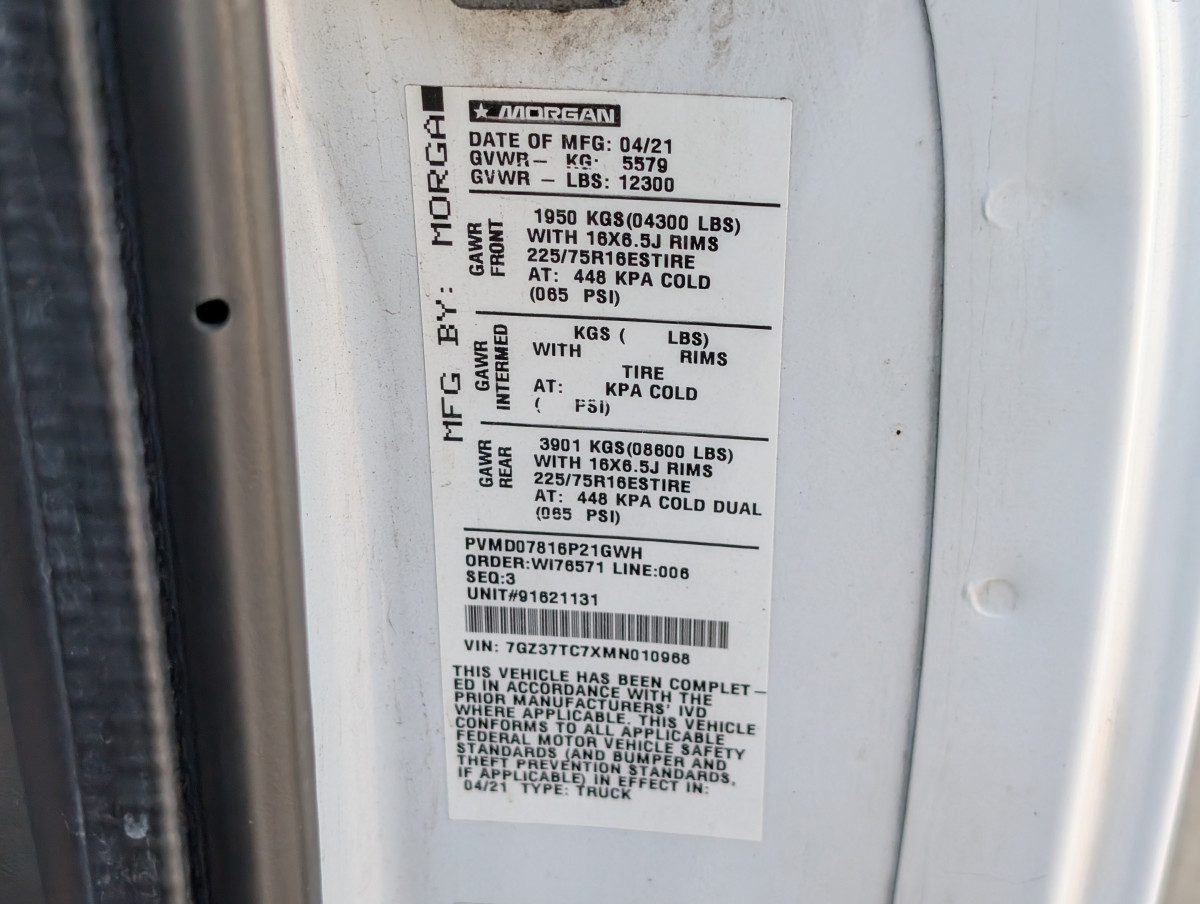 MORGAN
MFG BY: MORGA
DATE OF MFG: 04/21
GVWR— KG: 5579
GVWR — LBS: 12300
GAWR FRONT
1950 KGS(04300 LBS)
WITH 16X6.5J RIMS
225/75R16ESTIRE
AT: 448 KPA COLD
(065 PSI)
GAWR INTERMED
KGS ( LBS)
WITH RIMS
TIRE
AT: KPA COLD
( PSI)
GAWR REAR
3901 KGS(08600 LBS)
WITH 16X6.5J RIMS
225/75R16ESTIRE
AT: 448 KPA COLD DUAL
(065 PSI)
PVMD07816P21GWH
ORDER:WI76571 LINE:006
SEQ:3
UNIT#91621131
VIN: 7GZ37TC7XMN010968
THIS VEHICLE HAS BEEN COMPLET—
ED IN ACCORDANCE WITH THE
PRIOR MANUFACTURERS' IVD
WHERE APPLICABLE. THIS VEHICLE
CONFORMS TO ALL APPLICABLE
FEDERAL MOTOR VEHICLE SAFETY
STANDARDS (AND BUMPER AND
THEFT PREVENTION STANDARDS,
IF APPLICABLE) IN EFFECT IN:
04/21 TYPE: TRUCK